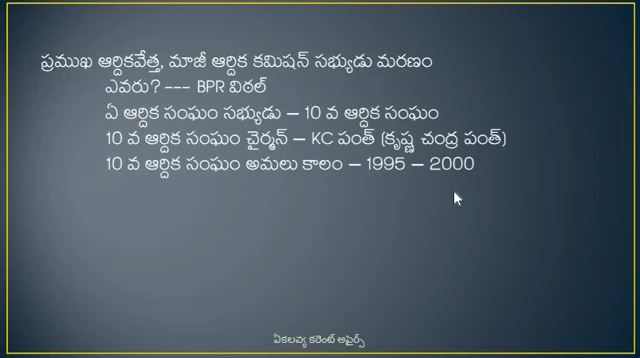 ప్రముఖ ఆర్దికవేత్త, మాజీ ఆర్దిక కమిషన్ సభ్యుడు మరణం
ఎవరు? --- BPR విఠల్
ఏ ఆర్దిక సంఘం సభ్యుడు – 10 వ ఆర్దిక సంఘం
10 వ ఆర్దిక సంఘం చైర్మన్ – KC పంత్ (కృష్ణ చంద్ర పంత్)
10 వ ఆర్దిక సంఘం అమలు కాలం – 1995 – 2000
ఏకలవ్య కరెంట్ అఫైర్స్